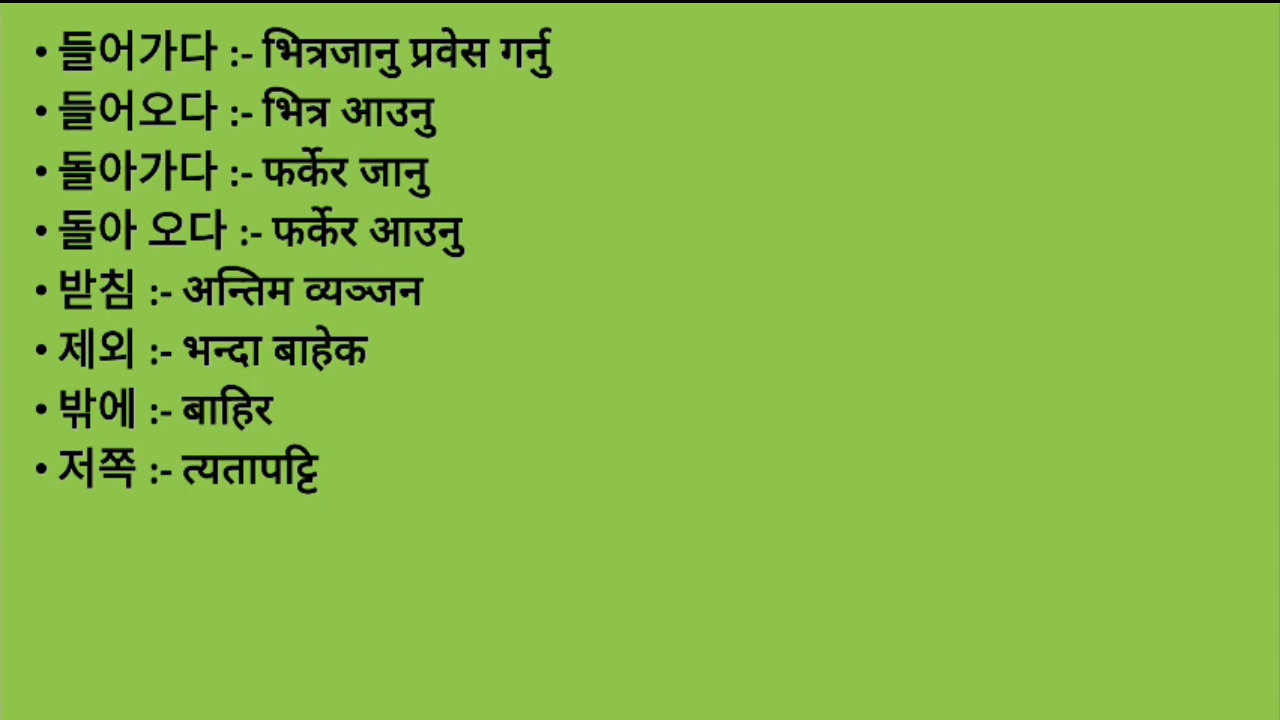 • 들어가다 :- भित्रजानु प्रवेस गर्नु
• 들어오다 :- भित्र आउनु
• 돌아가다 :- फर्केर जानु
• 돌아 오다 :- फर्केर आउनु
• 받침 :- अन्तिम व्यञ्जन
• 제외 :- भन्दा बाहेक
• 밖에 :- बाहिर
• 저쪽 :- त्यतापट्टि